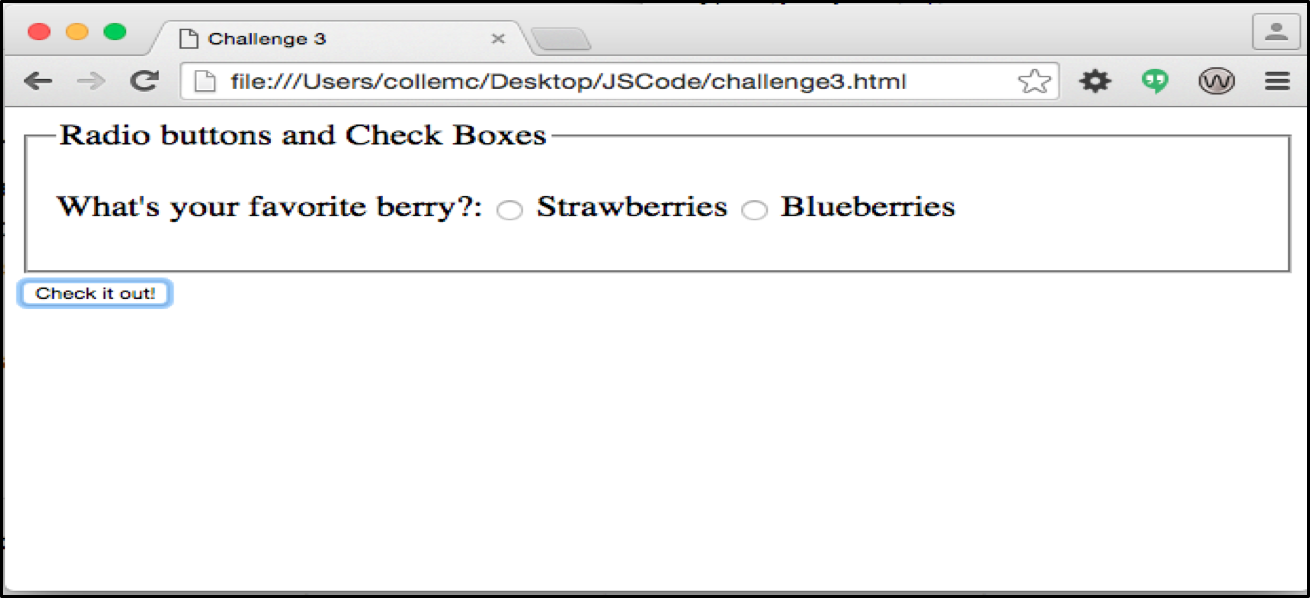 Challenge 3
file:///Users/collemc/Desktop/JSCode/challenge3.html
Radio buttons and Check Boxes
What's your favorite berry?: Strawberries Blueberries
Check it out!